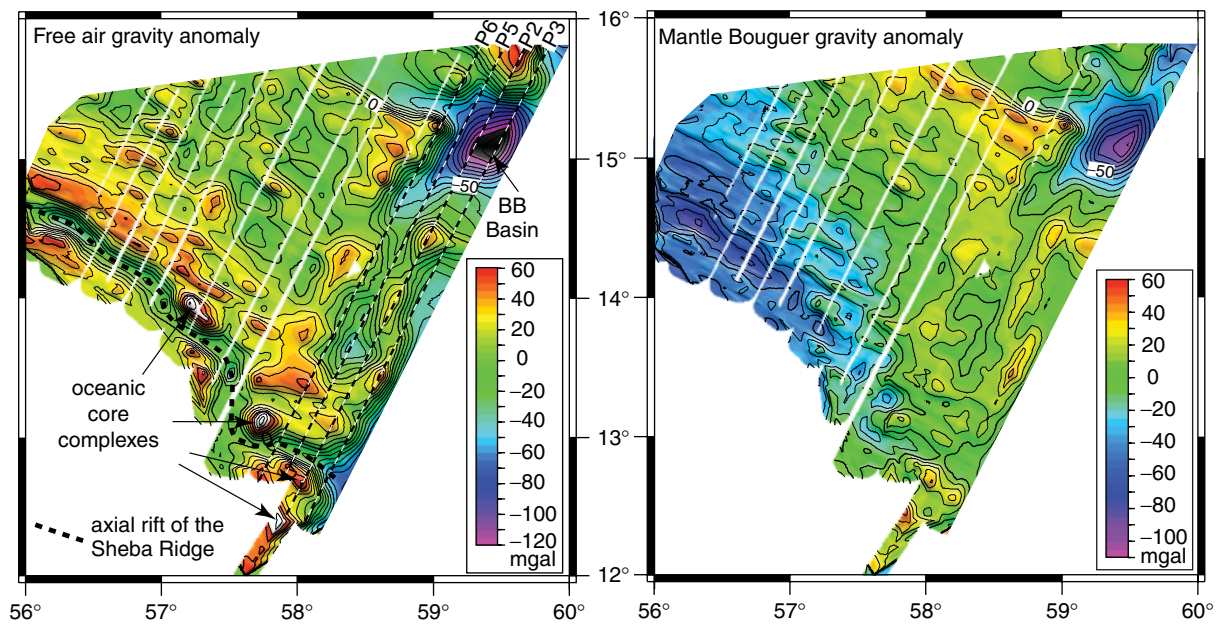 Free air gravity anomaly
P6
P5
P2
P3
0
−50
BB
Basin
oceanic
core
complexes
axial rift of the
Sheba Ridge
60
40
20
0
−20
−40
−60
−80
−100
−120
mgal
56°
57°
58°
59°
60°
16°
15°
14°
13°
12°
Mantle Bouguer gravity anomaly
0
−50
60
40
20
0
−20
−40
−60
−80
−100
mgal
56°
57°
58°
59°
60°